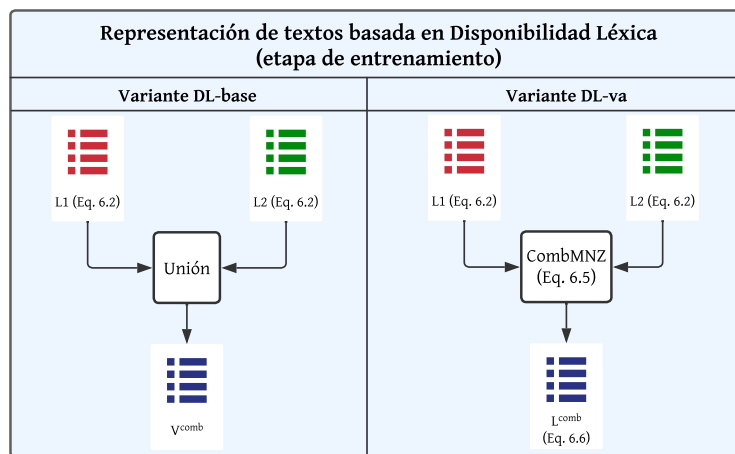 Representación de textos basada en Disponibilidad Léxica
(etapa de entrenamiento)
Variante DL-base
Variante DL-va
L1 (Eq. 6.2)
L2 (Eq. 6.2)
L1 (Eq. 6.2)
L2 (Eq. 6.2)
Unión
CombMNZ
(Eq. 6.5)
V^comb
L^comb
(Eq. 6.6)